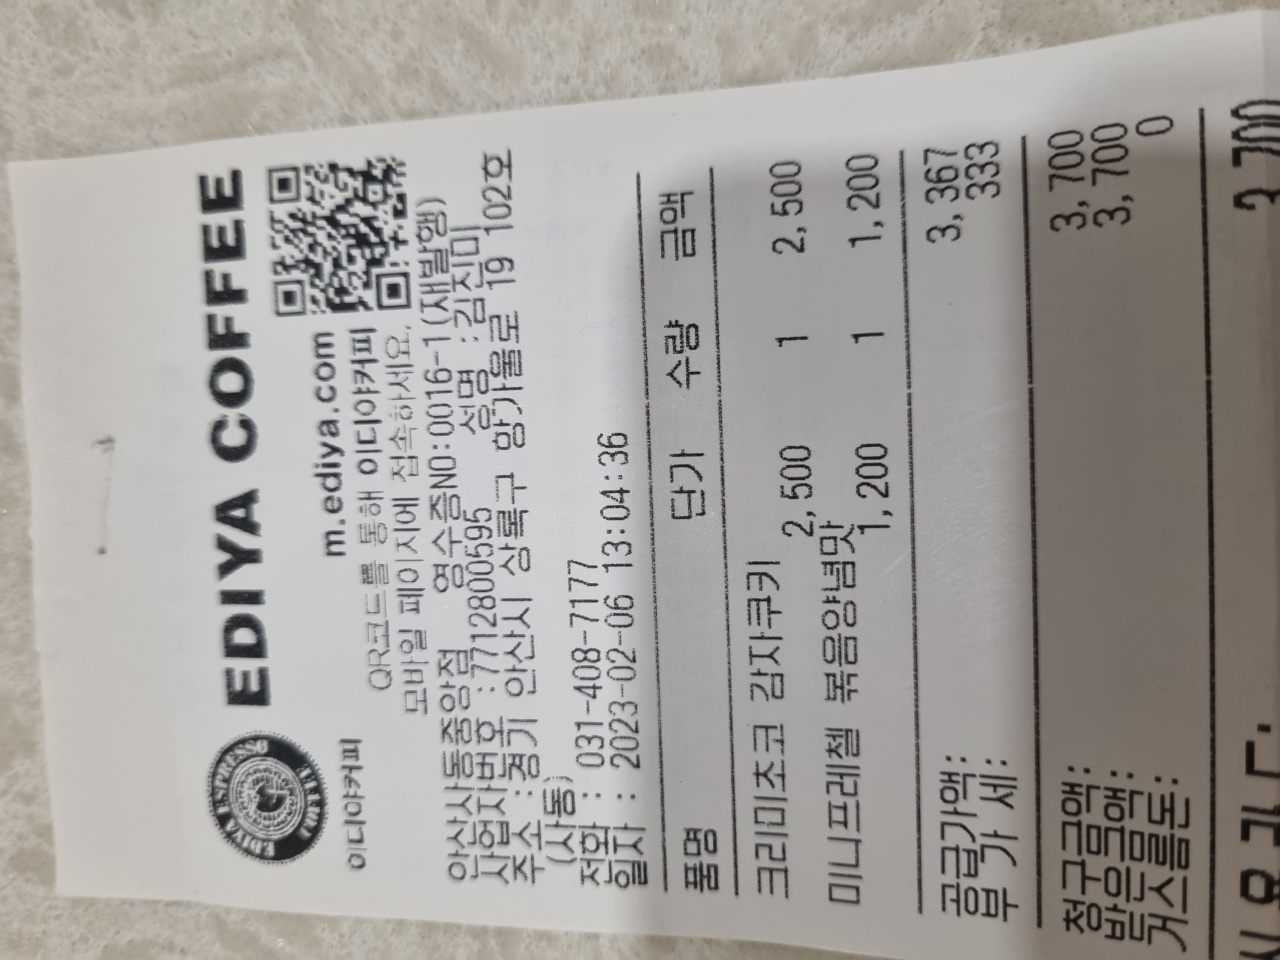 EDIYA ESPRESSO
EDIYA COFFEE
이디야커피
m.ediya.com
QR코드를 통해 이디야커피
모바일 페이지에 접속하세요.
안산사동중앙점 영수증NO:0016-1(재발행)
사업자번호 :7712800595 성명 :김진미
주소 :경기 안산시 상록구 항가울로 19 102호
(사동)
전화 : 031-408-7177
일자 : 2023-02-06 13:04:36
품명 단가 수량 금액
크리미초코 감자쿠키
2,500 1 2,500
미니프레첼 볶음양념맛
1,200 1 1,200
공급가액: 3,367
부 가 세: 333
청구금액: 3,700
받은금액: 3,700
거스름돈: 0
3,700